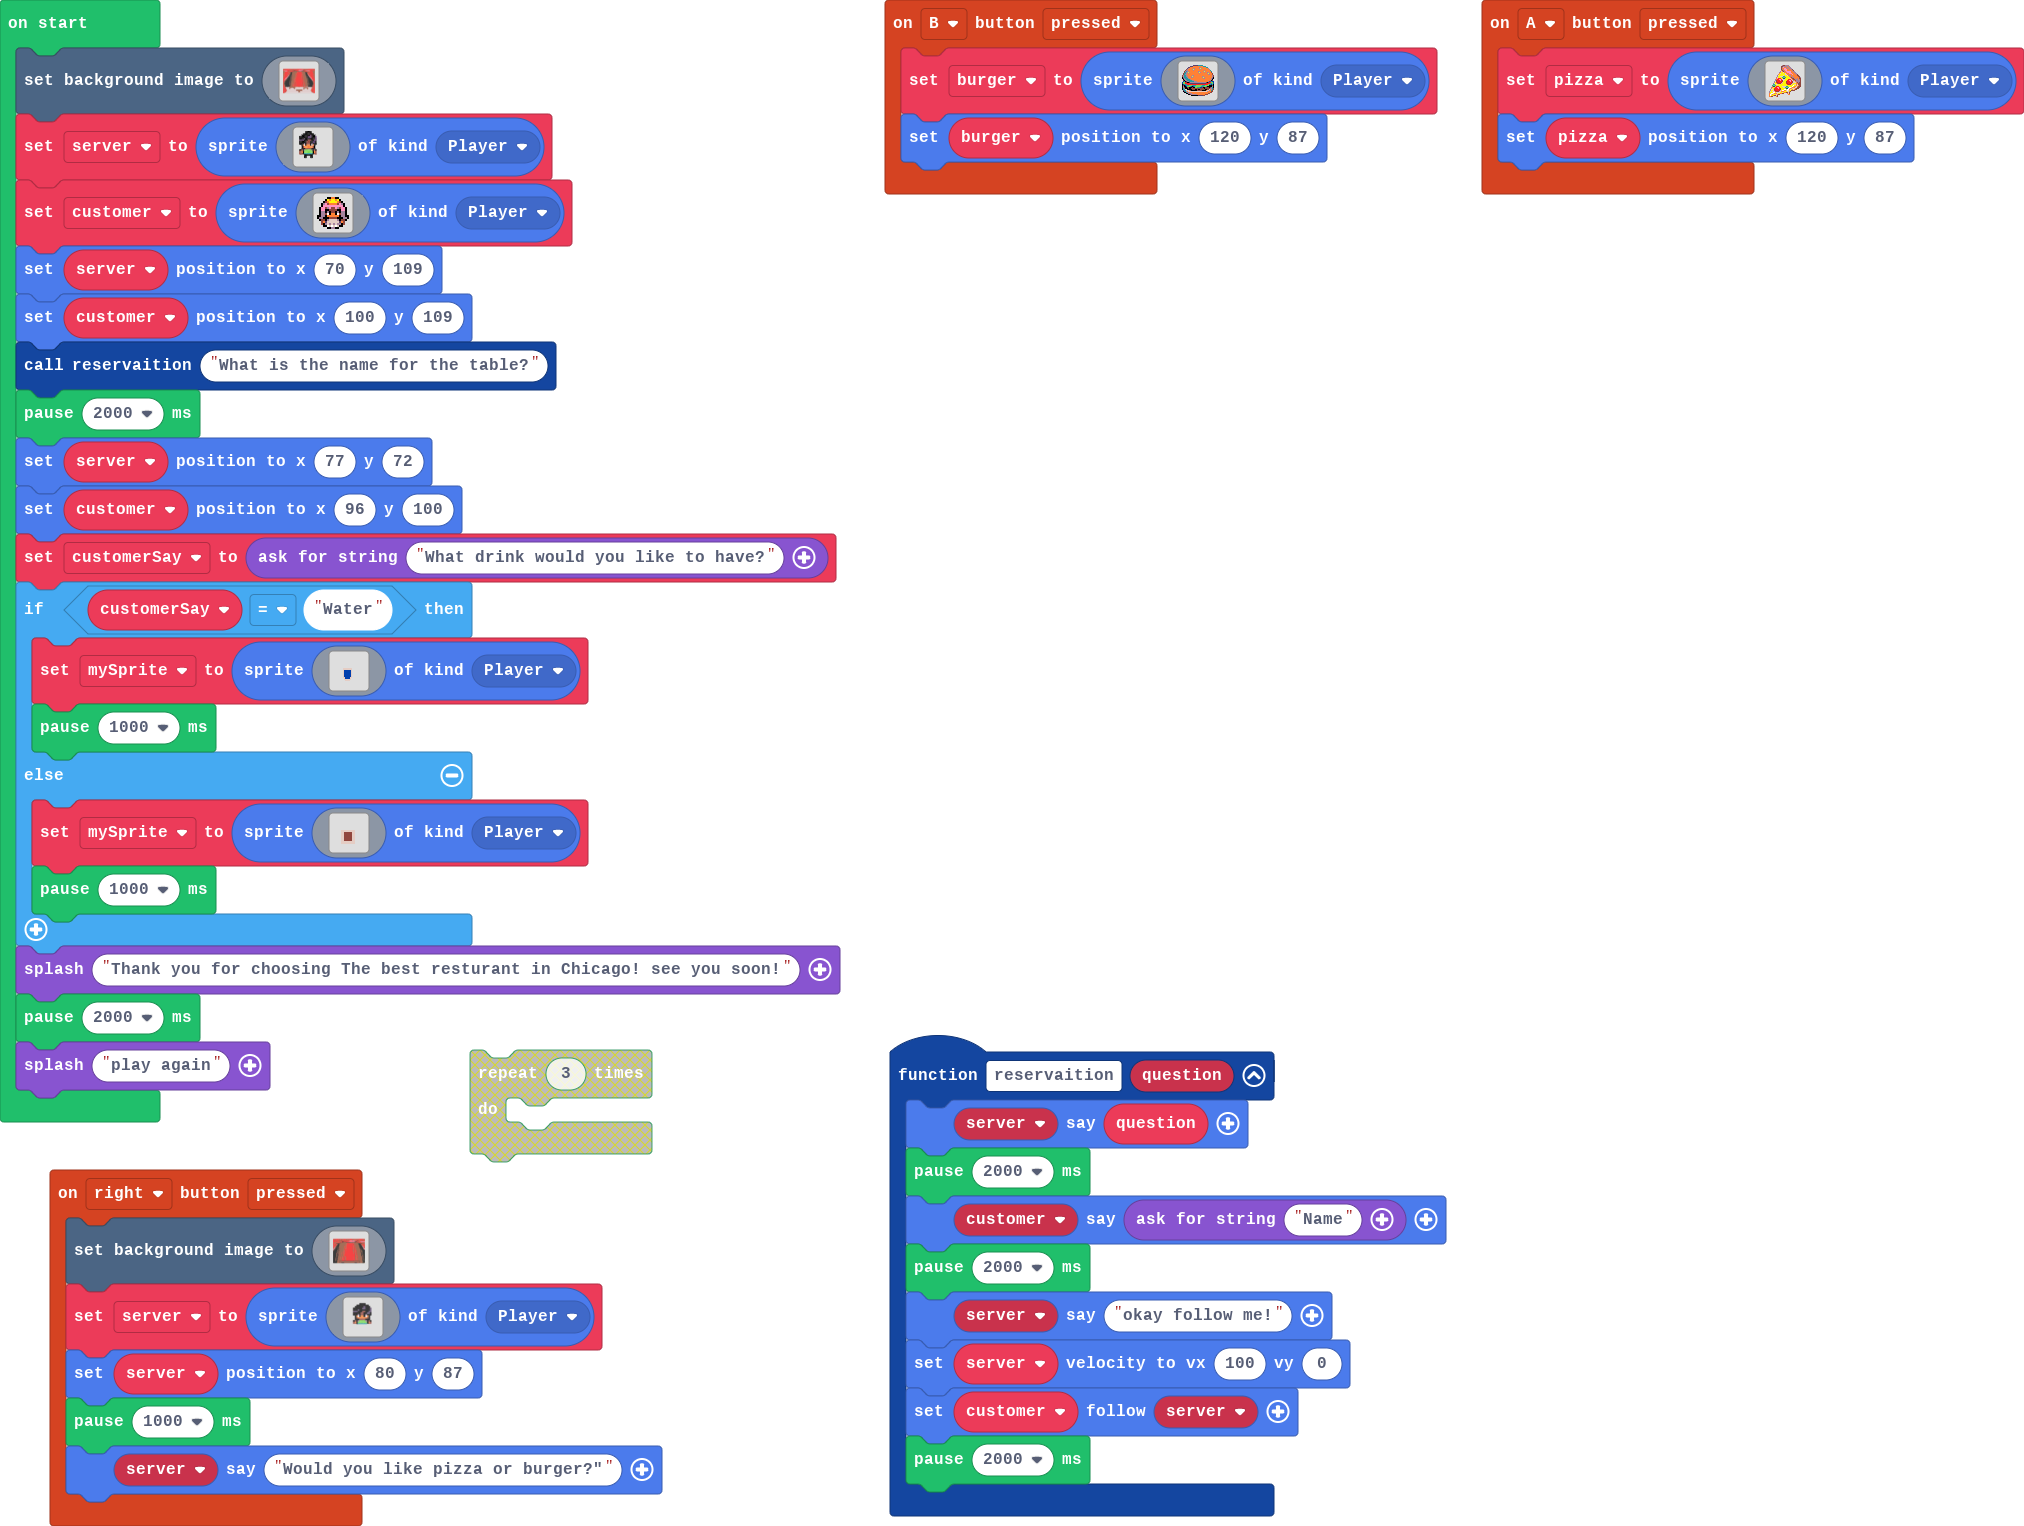 on start
set background image to
set server to sprite of kind Player
set customer to sprite of kind Player
set server position to x 70 y 109
set customer position to x 100 y 109
call reservaition "What is the name for the table?"
pause 2000 ms
set server position to x 77 y 72
set customer position to x 96 y 100
set customerSay to ask for string "What drink would you like to have?"
if customerSay = "Water" then
set mySprite to sprite of kind Player
pause 1000 ms
else
set mySprite to sprite of kind Player
pause 1000 ms
splash "Thank you for choosing The best resturant in Chicago! see you soon!"
pause 2000 ms
splash "play again"
repeat 3 times
do
on right button pressed
set background image to
set server to sprite of kind Player
set server position to x 80 y 87
pause 1000 ms
server say "Would you like pizza or burger?""
on B button pressed
set burger to sprite of kind Player
set burger position to x 120 y 87
on A button pressed
set pizza to sprite of kind Player
set pizza position to x 120 y 87
function reservaition question
server say question
pause 2000 ms
customer say ask for string "Name"
pause 2000 ms
server say "okay follow me!"
set server velocity to vx 100 vy 0
set customer follow server
pause 2000 ms